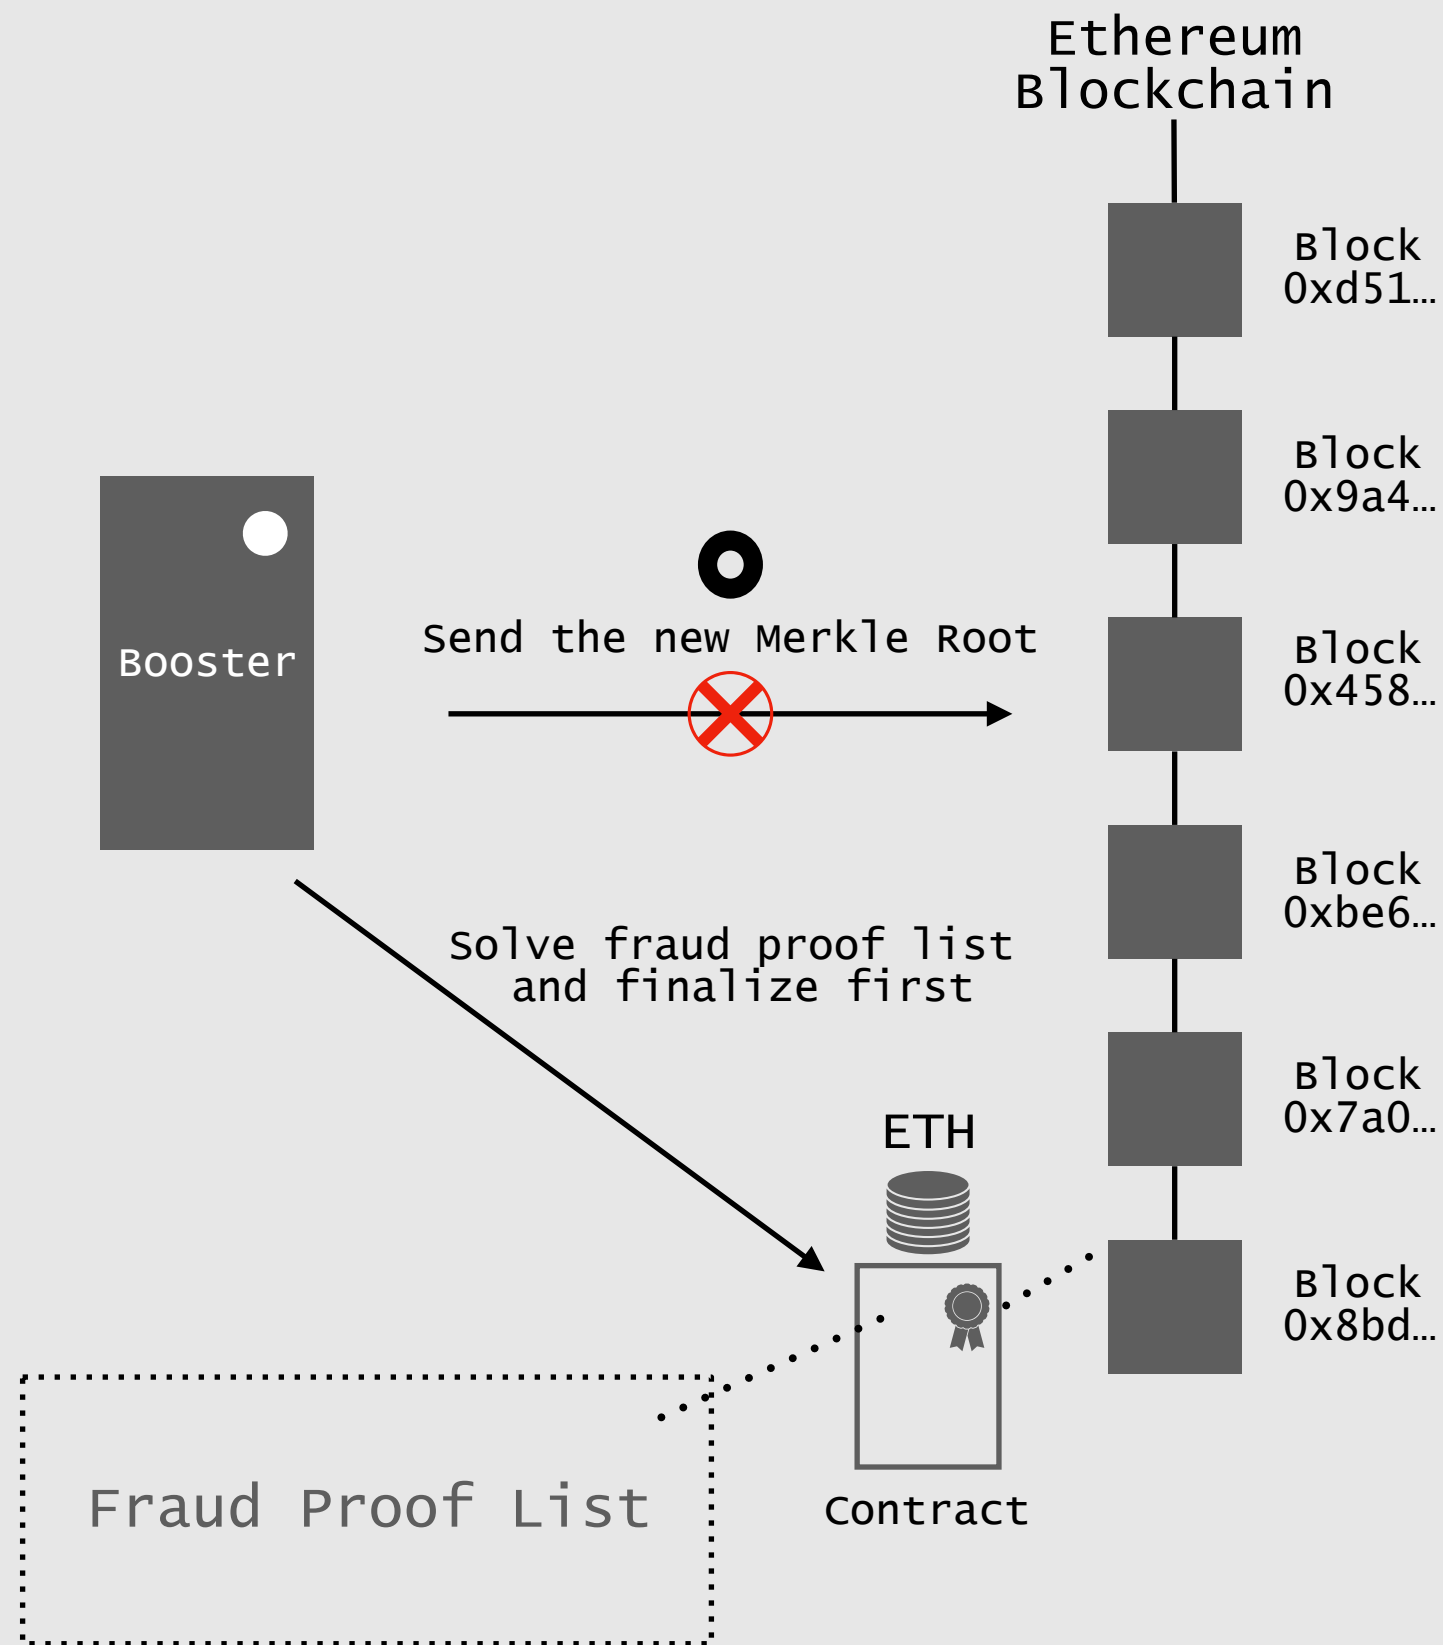 Ethereum
Blockchain
Block
0xd51…
Block
0x9a4…
Booster
Send the new Merkle Root
Block
0x458…
Block
0xbe6…
Solve fraud proof list
and finalize first
Block
0x7a0…
ETH
Block
0x8bd…
Fraud Proof List
Contract